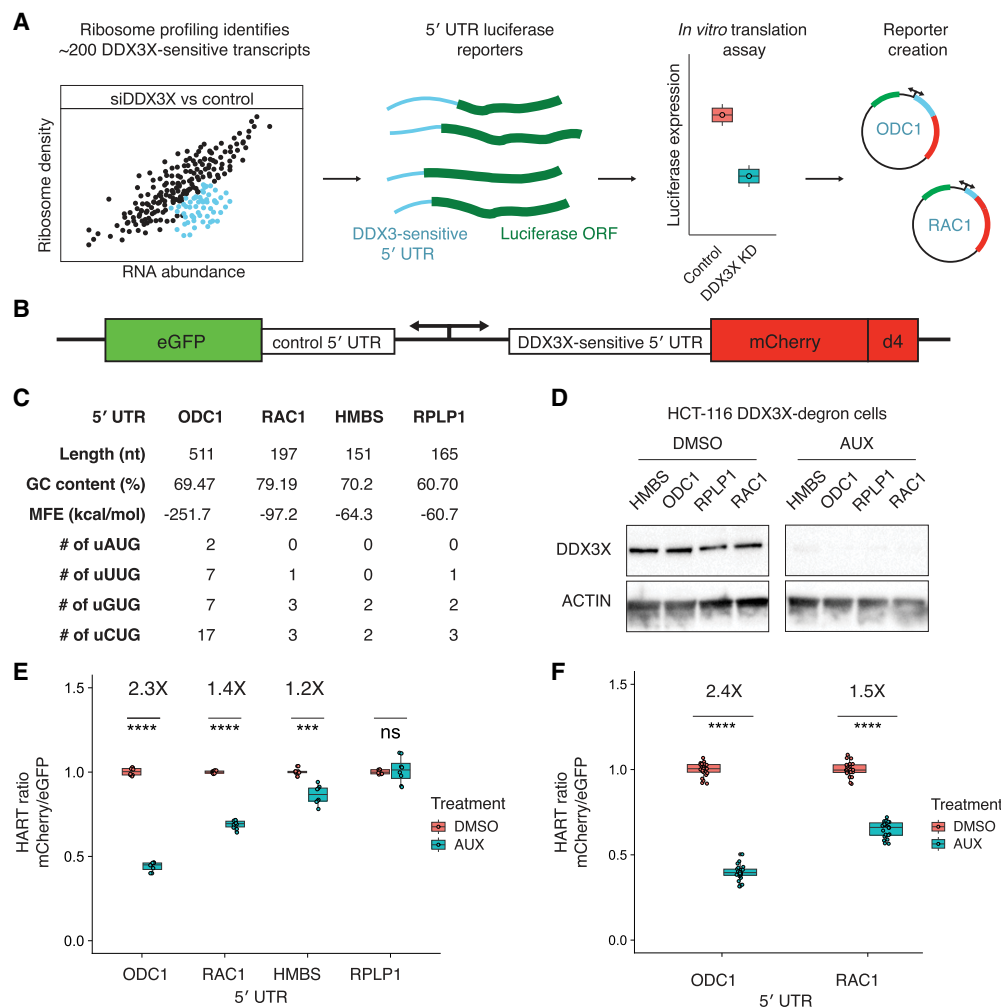 A
Ribosome profiling identifies
~200 DDX3X-sensitive transcripts
siDDX3X vs control
Ribosome density
RNA abundance
5′ UTR luciferase
reporters
DDX3-sensitive
5′ UTR
Luciferase ORF
In vitro translation
assay
Luciferase expression
Control
DDX3X KD
Reporter
creation
ODC1
RAC1
B
eGFP
control 5′ UTR
DDX3X-sensitive 5′ UTR
mCherry
d4
C
5′ UTR ODC1 RAC1 HMBS RPLP1
Length (nt) 511 197 151 165
GC content (%) 69.47 79.19 70.2 60.70
MFE (kcal/mol) -251.7 -97.2 -64.3 -60.7
# of uAUG 2 0 0 0
# of uUUG 7 1 0 1
# of uGUG 7 3 2 2
# of uCUG 17 3 2 3
D
HCT-116 DDX3X-degron cells
DMSO AUX
HMBS ODC1 RPLP1 RAC1 HMBS ODC1 RPLP1 RAC1
DDX3X
ACTIN
E
HART ratio
mCherry/eGFP
1.5
1.0
0.5
0.0
2.3X 1.4X 1.2X
**** **** *** ns
ODC1 RAC1 HMBS RPLP1
5′ UTR
Treatment
DMSO
AUX
F
HART ratio
mCherry/eGFP
1.5
1.0
0.5
0.0
2.4X 1.5X
**** ****
ODC1 RAC1
5′ UTR
Treatment
DMSO
AUX